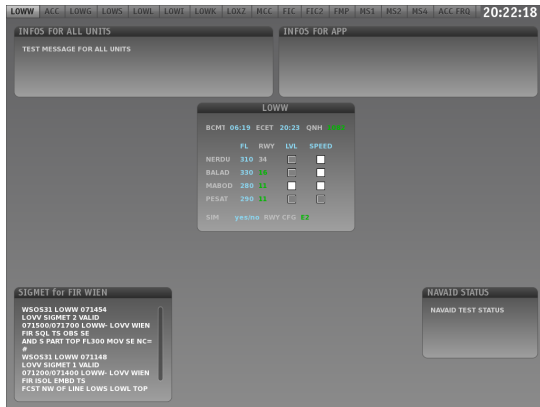 LOWW ACC LOWG LOWS LOWL LOWI LOWK LOXZ MCC FIC FIC2 FMP MS1 MS2 MS4 ACC FRQ 20:22:18
INFOS FOR ALL UNITS
TEST MESSAGE FOR ALL UNITS
INFOS FOR APP
LOWW
BCMT 06:19 ECET 20:23 QNH
FL RWY LVL SPEED
NERDU 310 34
BALAD 330
MABOD 280 11
PESAT 290 11
SIM yes/no RWY CFG E2
SIGMET for FIR WIEN
WSOS31 LOWW 071454
LOVV SIGMET 2 VALID
071500/071700 LOWW- LOVV WIEN
FIR SQL TS OBS SE
AND S PART TOP FL300 MOV SE NC=
#
WSOS31 LOWW 071148
LOVV SIGMET 1 VALID
071200/071400 LOWW- LOVV WIEN
FIR ISOL EMBD TS
FCST NW OF LINE LOWS LOWL TOP
NAVAID STATUS
NAVAID TEST STATUS